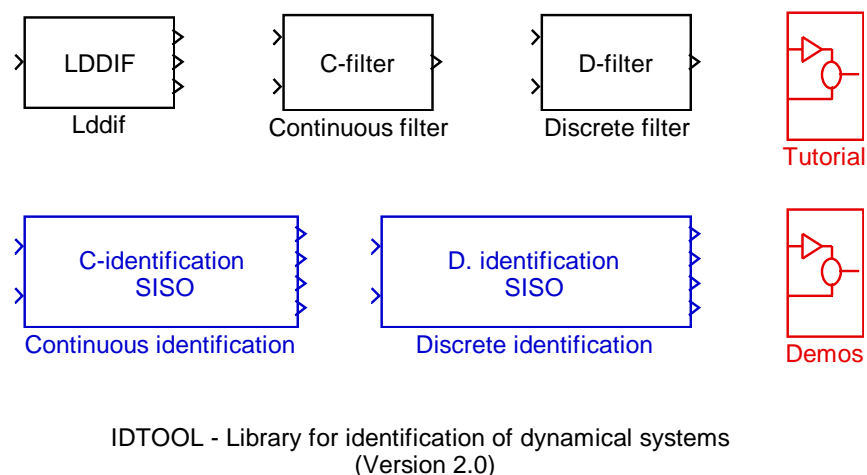 LDDIF
Lddif
C-filter
Continuous filter
D-filter
Discrete filter
Tutorial
C-identification
SISO
Continuous identification
D. identification
SISO
Discrete identification
Demos
IDTOOL - Library for identification of dynamical systems
(Version 2.0)